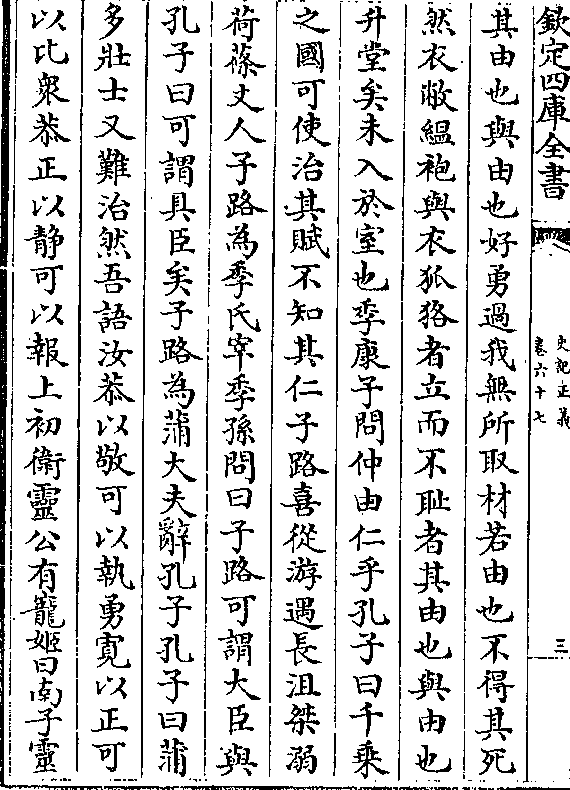 欽定四庫全書
史記正義
卷六十七
三
其由也與由也好勇過我無所取材若由也不得其死
然衣敝縕袍與衣狐狢者立而不耻者其由也與由也
升堂矣未入於室也季康子問仲由仁乎孔子曰千乗
之國可使治其賦不知其仁子路喜從游遇長沮桀溺
荷蓧丈人子路為季氏宰季孫問曰子路可謂大臣與
孔子曰可謂具臣矣子路為蒲大夫辭孔子孔子曰蒲
多壯士又難治然吾語汝恭以敬可以執勇寛以正可
以比衆恭正以静可以報上初衛靈公有寵姬曰南子靈